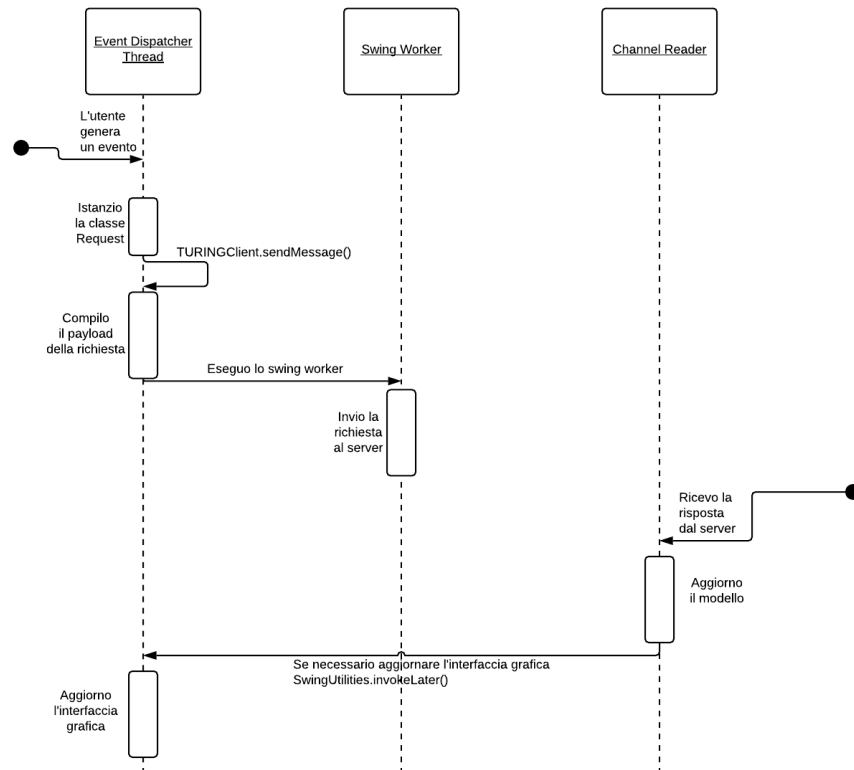 Event Dispatcher
Thread
Swing Worker
Channel Reader
L'utente
genera
un evento
Istanzio
la classe
Request
TURINGClient.sendMessage()
Compilo
il payload
della richiesta
Eseguo lo swing worker
Invio la
richiesta
al server
Ricevo la
risposta
dal server
Aggiorno
il modello
Se necessario aggiornare l'interfaccia grafica
SwingUtilities.invokeLater()
Aggiorno
l'interfaccia
grafica